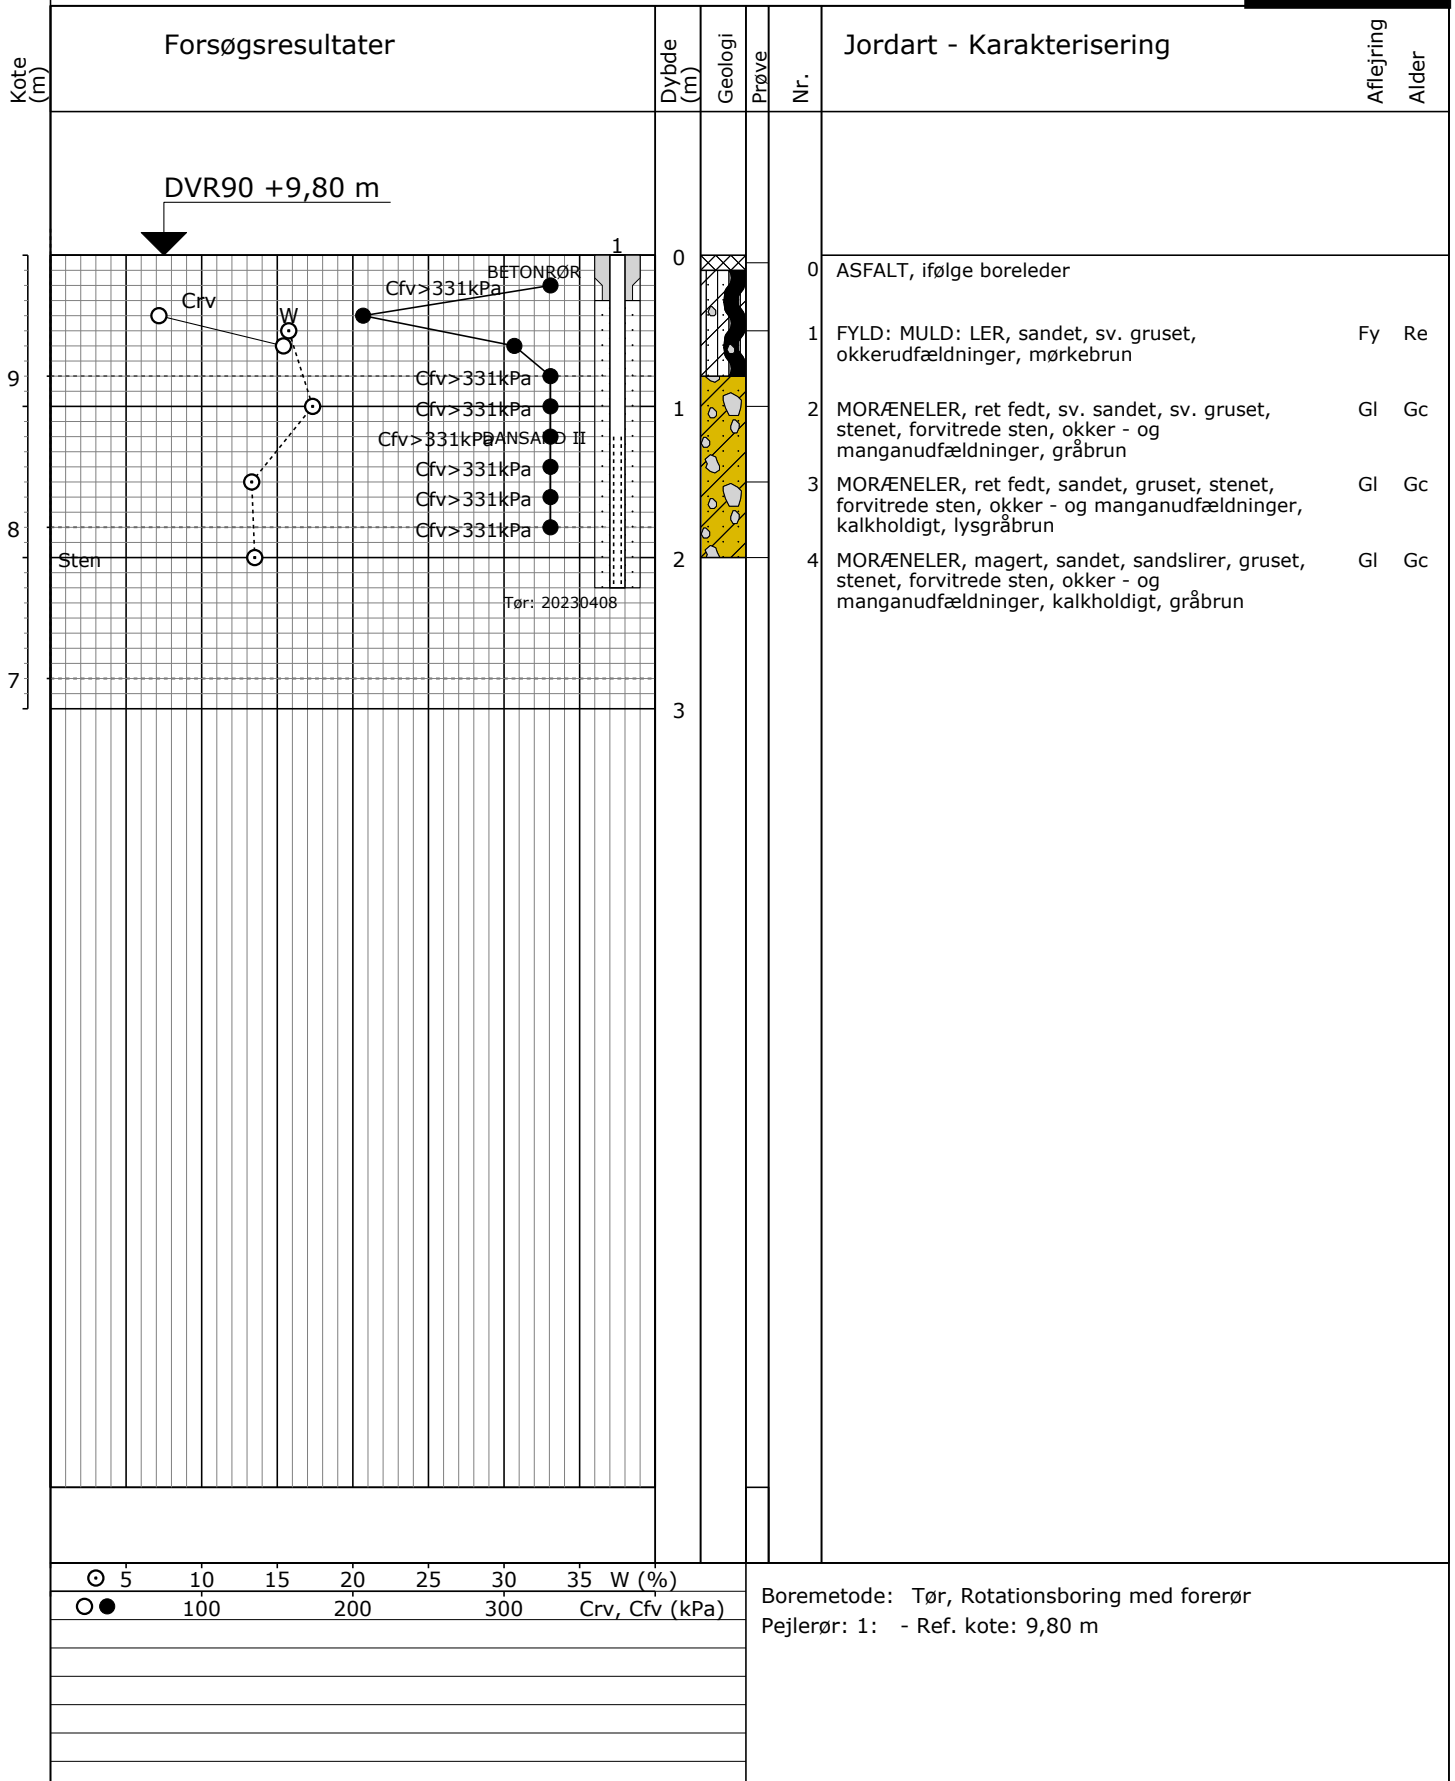 Kote
(m)
Forsøgsresultater
Dybde
(m)
Geologi
Prøve
Nr.
Jordart - Karakterisering
Aflejring
Alder
DVR90 +9,80 m
1
0
BETONRØR
Cfv>331kPa
Crv
W
0 ASFALT, ifølge boreleder
1 FYLD: MULD: LER, sandet, sv. gruset, Fy Re
okkerudfældninger, mørkebrun
9
Cfv>331kPa
Cfv>331kPa
1
2 MORÆNELER, ret fedt, sv. sandet, sv. gruset, Gl Gc
stenet, forvitrede sten, okker - og
manganudfældninger, gråbrun
Cfv>331kPa
DANSAND II
Cfv>331kPa
Cfv>331kPa
3 MORÆNELER, ret fedt, sandet, gruset, stenet, Gl Gc
forvitrede sten, okker - og manganudfældninger,
kalkholdigt, lysgråbrun
8
Cfv>331kPa
Sten
2
4 MORÆNELER, magert, sandet, sandslirer, gruset, Gl Gc
stenet, forvitrede sten, okker - og
manganudfældninger, kalkholdigt, gråbrun
Tør: 20230408
7
3
5 10 15 20 25 30 35 W (%)
100 200 300 Crv, Cfv (kPa)
Boremetode: Tør, Rotationsboring med forerør
Pejlerør: 1: - Ref. kote: 9,80 m